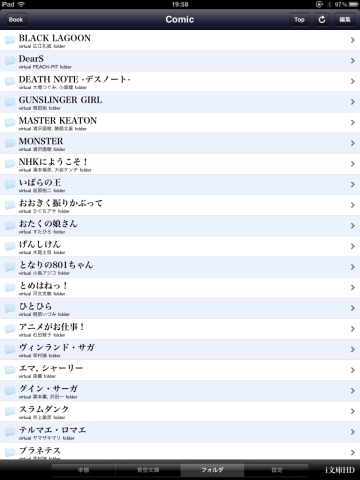 iPad 19:58 97%
Book Comic Top 編集
BLACK LAGOON
virtual 広江礼威 folder
DearS
virtual PEACH-PIT folder
DEATH NOTE -デスノート-
virtual 大場つぐみ, 小畑健 folder
GUNSLINGER GIRL
virtual 相田裕 folder
MASTER KEATON
virtual 浦沢直樹, 勝鹿北星 folder
MONSTER
virtual 浦沢直樹 folder
NHKにようこそ！
virtual 滝本竜彦, 大岩ケンヂ folder
いばらの王
virtual 岩原裕二 folder
おおきく振りかぶって
virtual ひぐちアサ folder
おたくの娘さん
virtual すたひろ folder
げんしけん
virtual 木尾士目 folder
となりの801ちゃん
virtual 小島アジコ folder
とめはねっ！
virtual 河合克敏 folder
ひとひら
virtual 桐原いづみ folder
アニメがお仕事！
virtual 石田敦子 folder
ヴィンランド・サガ
virtual 幸村誠 folder
エマ, シャーリー
virtual 森薫 folder
グイン・サーガ
virtual 栗本薫, 沢田一 folder
スラムダンク
virtual 井上雄彦 folder
テルマエ・ロマエ
virtual ヤマザキマリ folder
プラネテス
virtual 幸村誠 folder
本棚 青空文庫 フォルダ 設定 i文庫HD